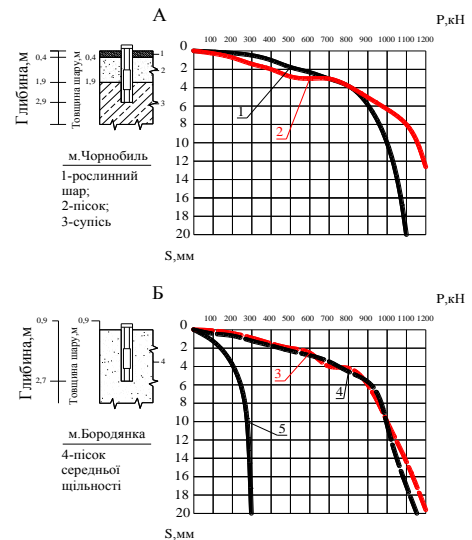 А
P,кН
100 200 300 400 500 600 700 800 900 1000 1100 1200
0
2
4
6
8
10
12
14
16
18
20
S,мм
1
2
Глибина,м
0,4
1,9
2,9
Товщина шару,м
0,4
1,9
1
2
3
м.Чорнобиль
1-рослинний
шар;
2-пісок;
3-супісь
Б
P,кН
100 200 300 400 500 600 700 800 900 1000 1100 1200
0
2
4
6
8
10
12
14
16
18
20
S,мм
3
4
5
Глибина,м
0,9
2,7
Товщина шару,м
0,9
4
м.Бородянка
4-пісок
середньої
щільності